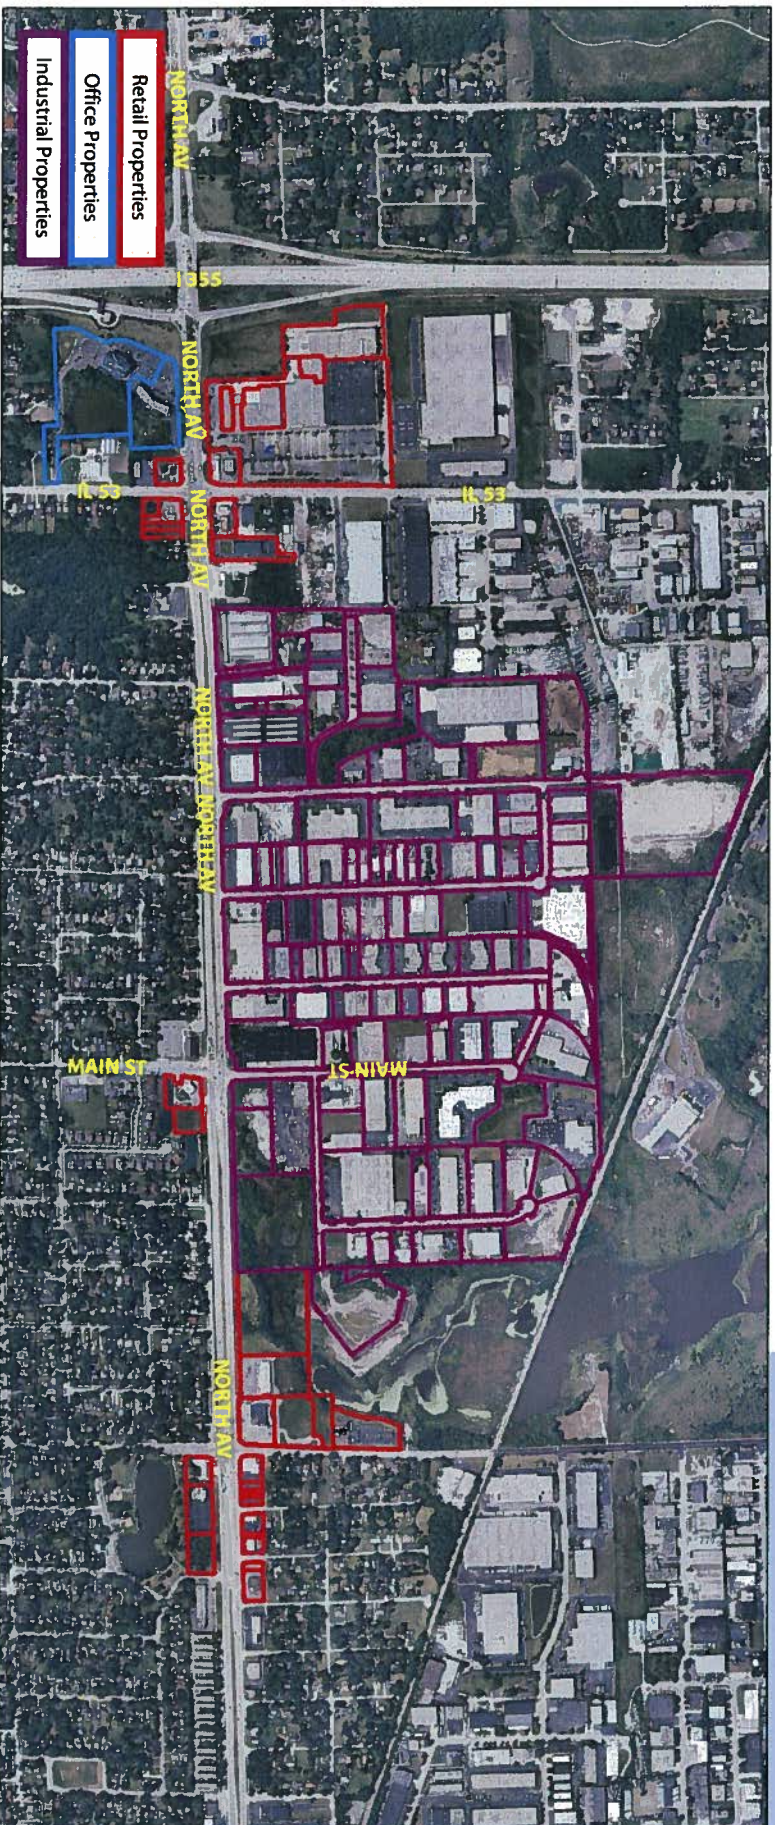 Retail Properties
Office Properties
Industrial Properties
NORTH AV
I 355
NORTH AV
IL 53
IL 53
NORTH AV
NORTH AV
NORTH AV
MAIN ST
MAIN ST
NORTH AV